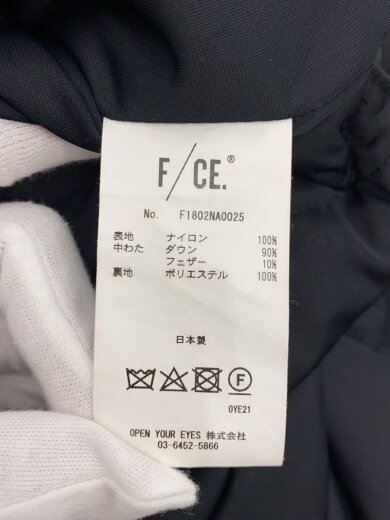 F/CE.®
No. F1802NA0025
表地 ナイロン 100%
中わた ダウン 90%
フェザー 10%
裏地 ポリエステル 100%
日本製
F
OYE21
OPEN YOUR EYES 株式会社
03-6452-5866